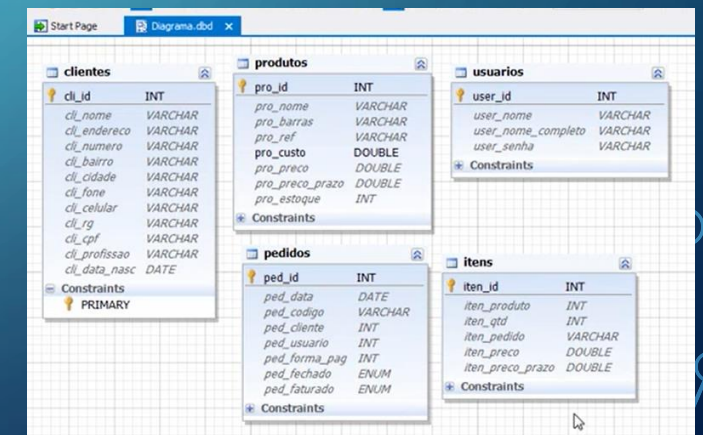 Start Page
Diagrama.dbd
clientes
cli_id INT
cli_nome VARCHAR
cli_endereco VARCHAR
cli_numero VARCHAR
cli_bairro VARCHAR
cli_cidade VARCHAR
cli_fone VARCHAR
cli_celular VARCHAR
cli_rg VARCHAR
cli_cpf VARCHAR
cli_profissao VARCHAR
cli_data_nasc DATE
Constraints
PRIMARY
produtos
pro_id INT
pro_nome VARCHAR
pro_barras VARCHAR
pro_ref VARCHAR
pro_custo DOUBLE
pro_preco DOUBLE
pro_preco_prazo DOUBLE
pro_estoque INT
Constraints
usuarios
user_id INT
user_nome VARCHAR
user_nome_completo VARCHAR
user_senha VARCHAR
Constraints
pedidos
ped_id INT
ped_data DATE
ped_codigo VARCHAR
ped_cliente INT
ped_usuario INT
ped_forma_pag INT
ped_fechado ENUM
ped_faturado ENUM
Constraints
itens
iten_id INT
iten_produto INT
iten_qtd INT
iten_pedido VARCHAR
iten_preco DOUBLE
iten_preco_prazo DOUBLE
Constraints